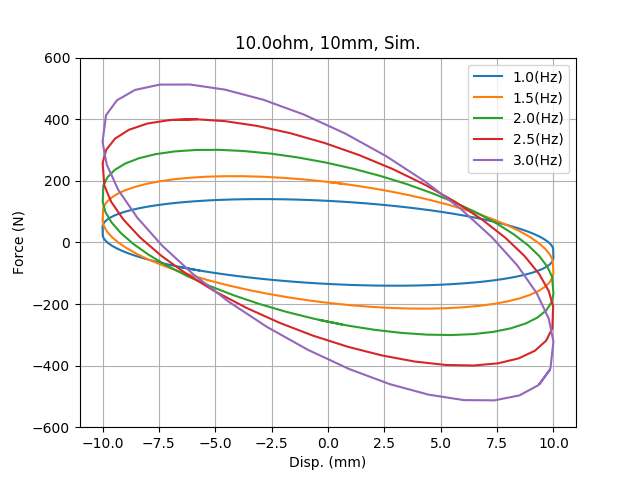 10.0ohm, 10mm, Sim.
600
400
200
0
−200
−400
−600
Force (N)
1.0(Hz)
1.5(Hz)
2.0(Hz)
2.5(Hz)
3.0(Hz)
−10.0 −7.5 −5.0 −2.5 0.0 2.5 5.0 7.5 10.0
Disp. (mm)